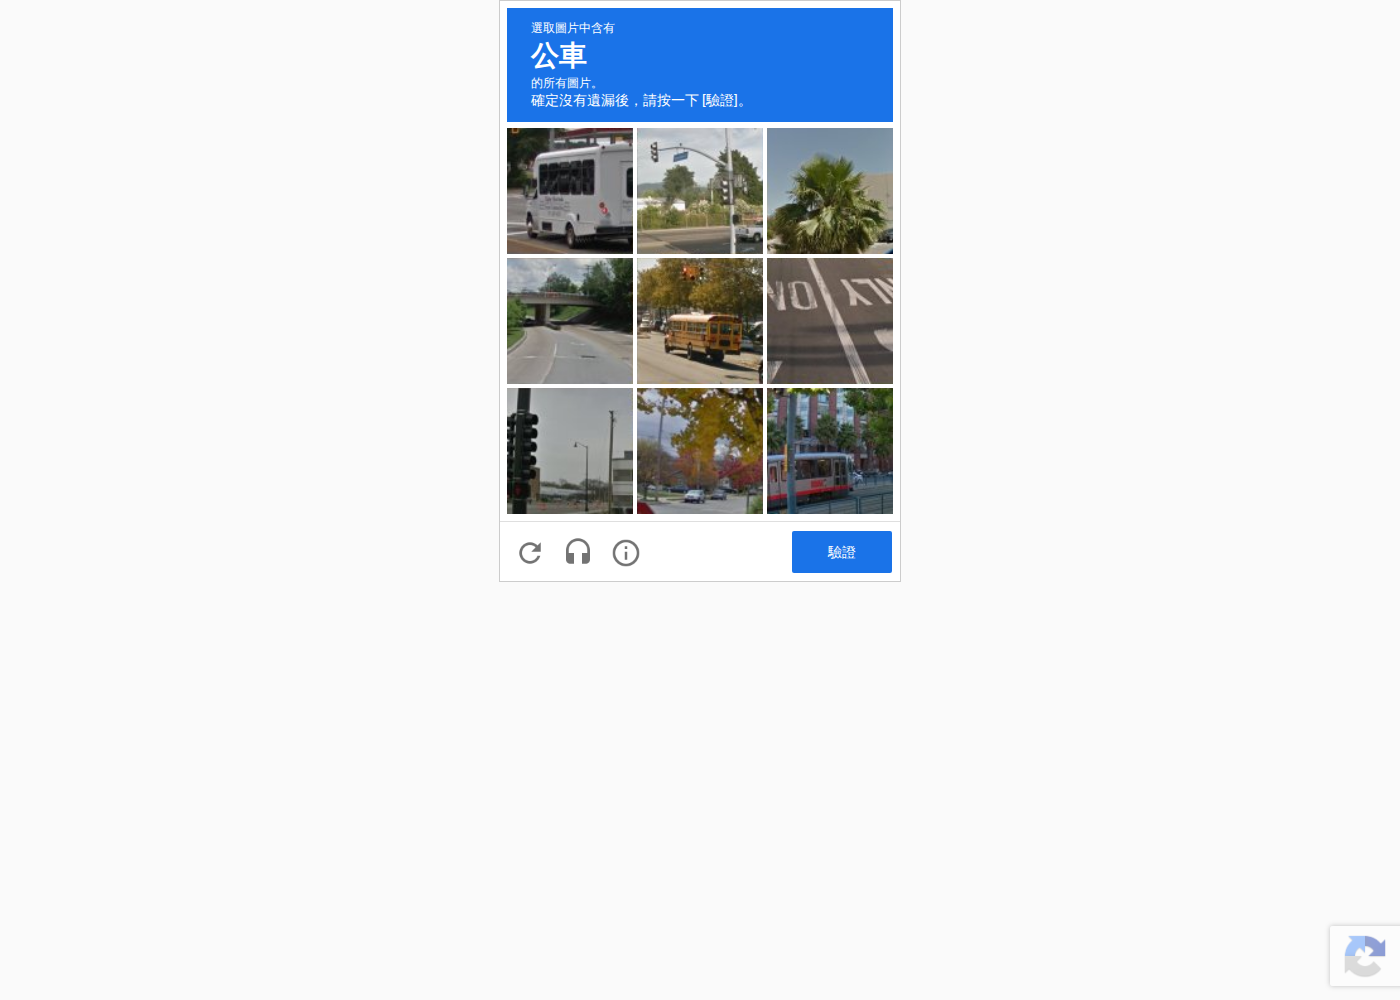 選取圖片中含有
公車
的所有圖片。
確定沒有遺漏後，請按一下 [驗證]。
驗證